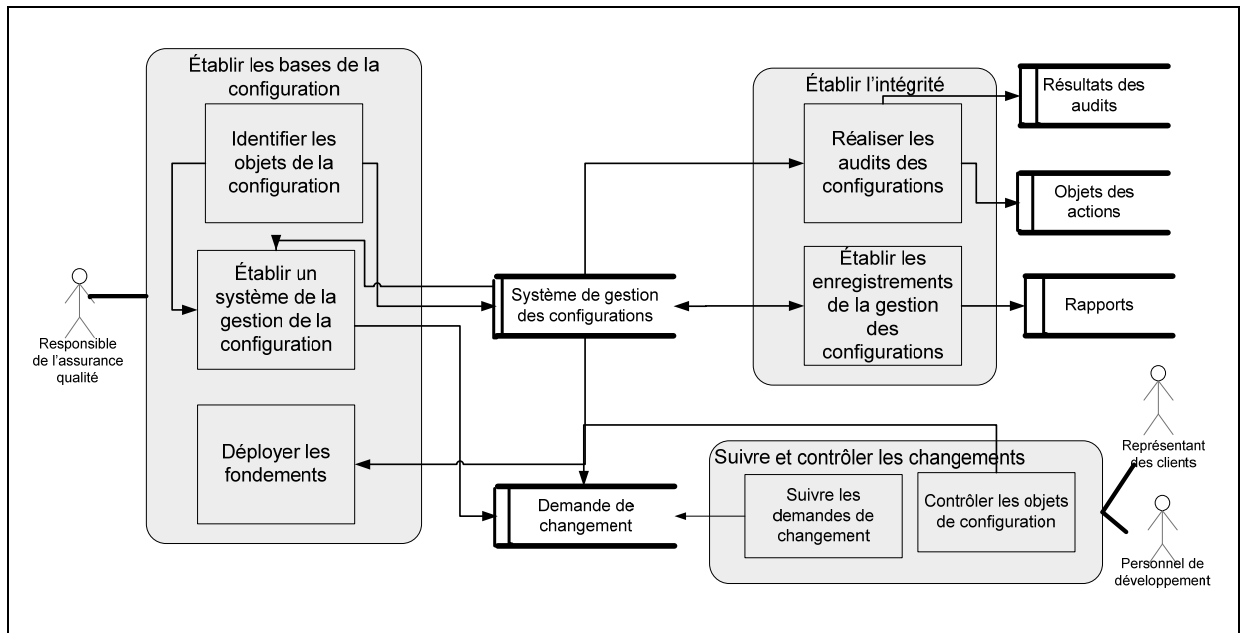 Établir les bases de la
configuration
Identifier les
objets de la
configuration
Établir un
système de la
gestion de la
configuration
Déployer les
fondements
Responsible
de l'assurance
qualité
Système de gestion
des configurations
Demande de
changement
Établir l'intégrité
Réaliser les
audits des
configurations
Établir les
enregistrements
de la gestion
des
configurations
Résultats des
audits
Objets des
actions
Rapports
Suivre et contrôler les changements
Suivre les
demandes de
changement
Contrôler les objets
de configuration
Représentant
des clients
Personnel de
développement